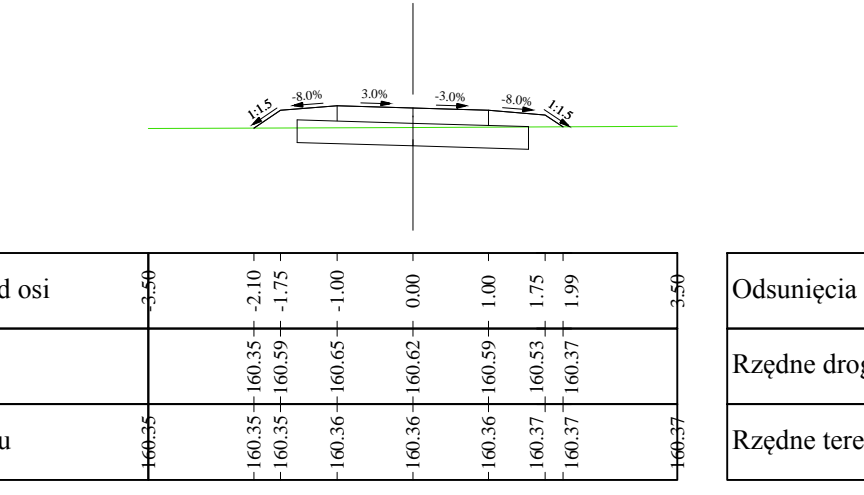 1:1.5 -8.0% 3.0% -3.0% -8.0% 1:1.5
d osi -3.50 -2.10 -1.75 -1.00 0.00 1.00 1.75 1.99 3.50 Odsunięcia
160.35 160.59 160.65 160.62 160.59 160.53 160.37 Rzędne drog
u 160.35 160.35 160.35 160.36 160.36 160.36 160.37 160.37 160.37 Rzędne tere